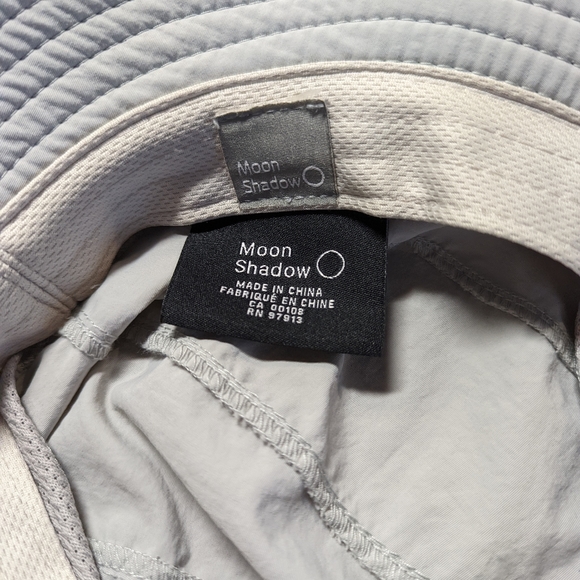 Moon
Shadow
Moon
Shadow
MADE IN CHINA
FABRIQUÉ EN CHINE
CA 00108
RN 97913